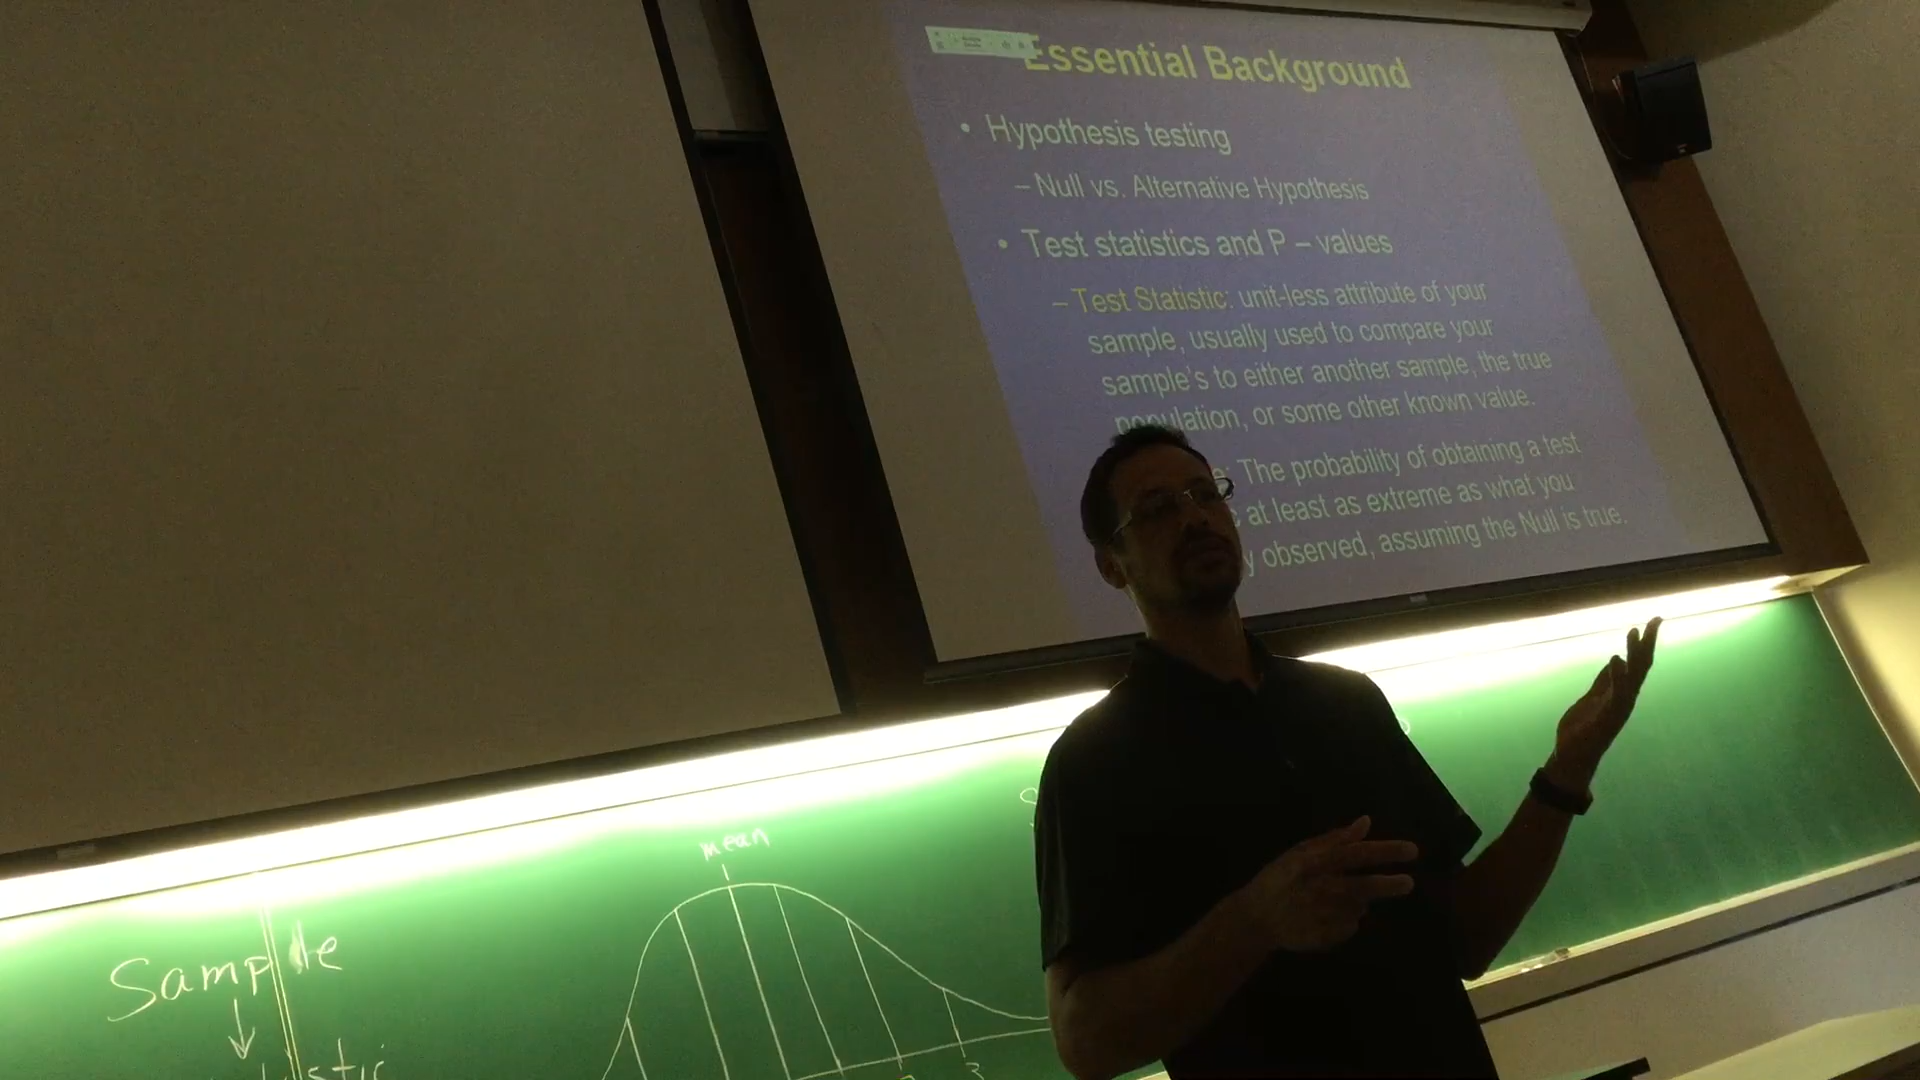 Essential Background
• Hypothesis testing
– Null vs. Alternative Hypothesis
• Test statistics and P – values
– Test Statistic: unit-less attribute of your
sample, usually used to compare your
sample's to either another sample, the true
population, or some other known value.
The probability of obtaining a test
at least as extreme as what you
observed, assuming the Null is true.
mean
Sample
3